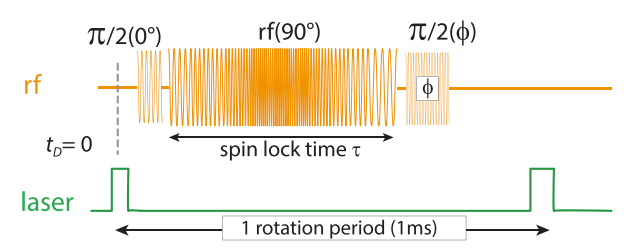 π/2(0°)
rf(90°)
π/2(ϕ)
rf
ϕ
t_D= 0
spin lock time τ
laser
1 rotation period (1ms)